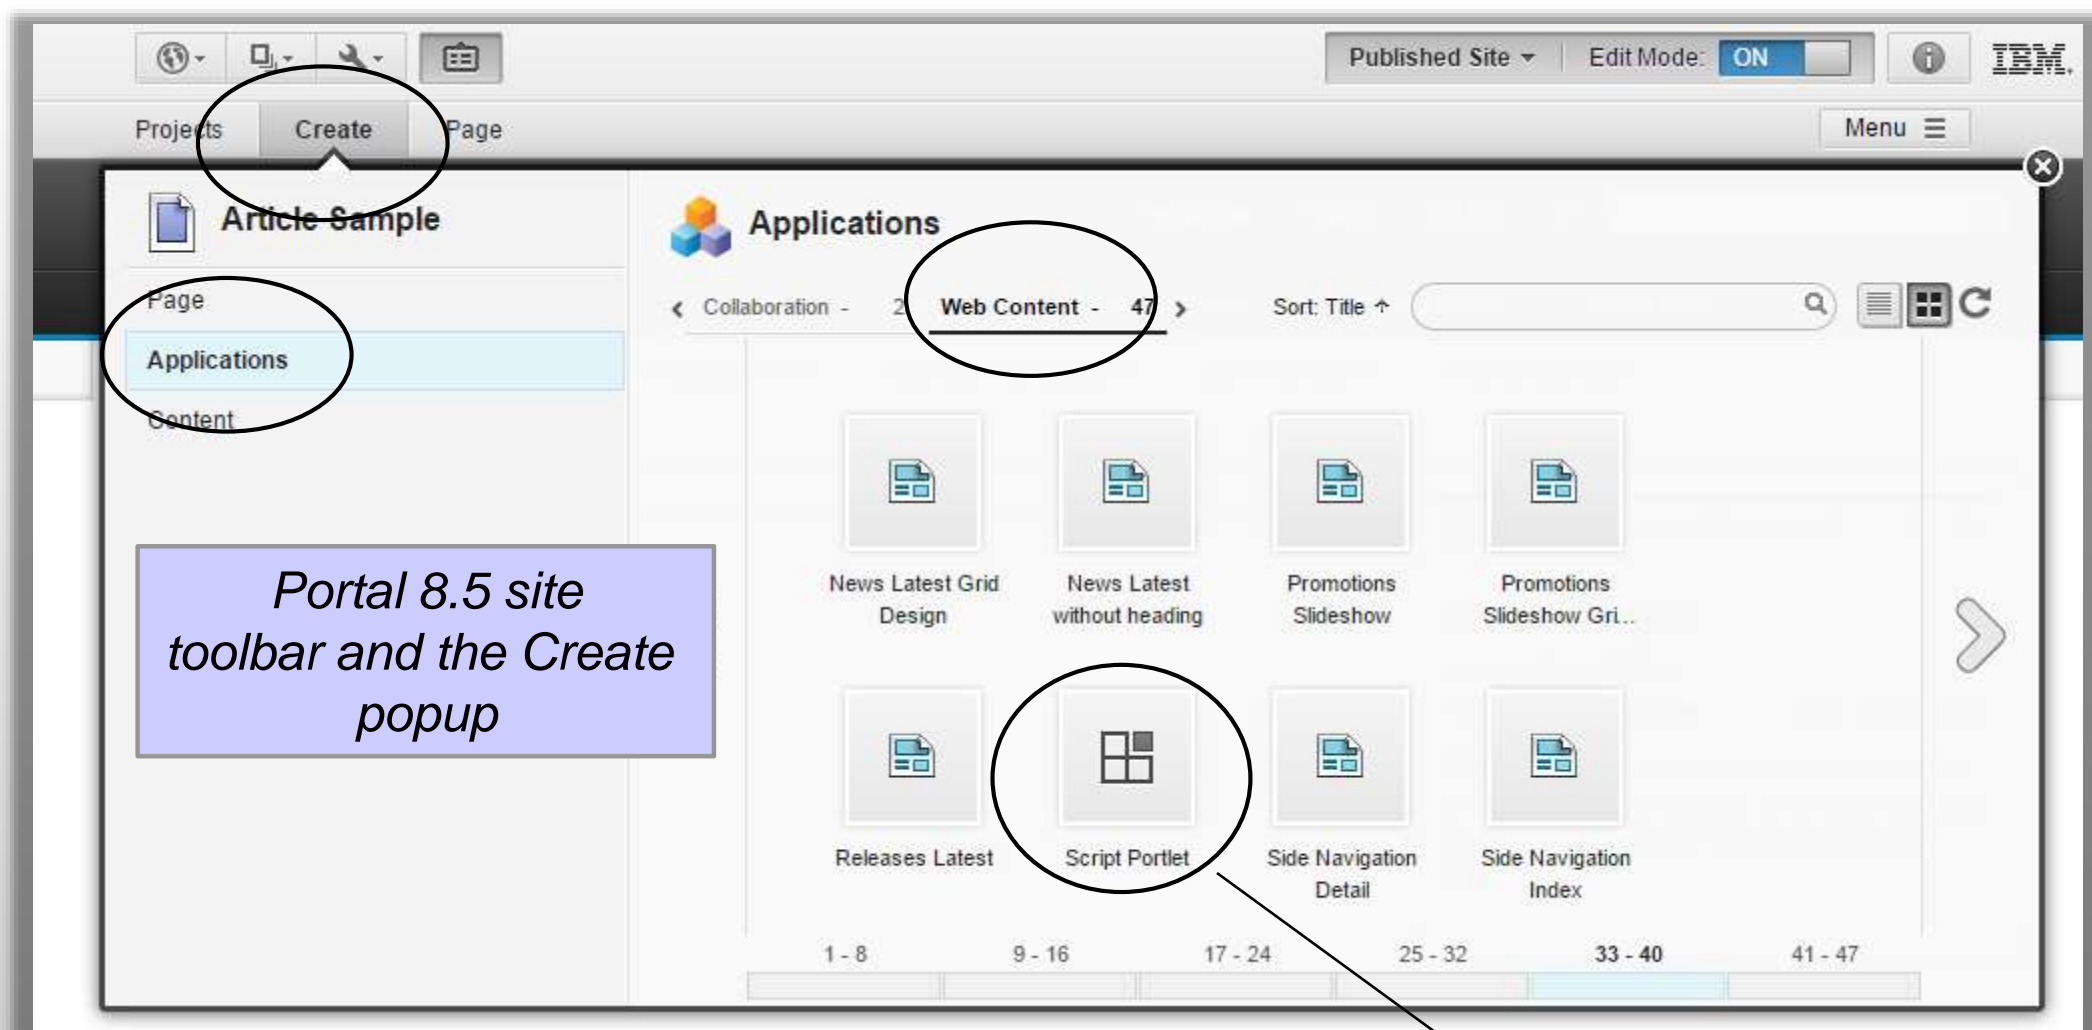 Published Site
Edit Mode: ON
IBM.
Projects
Create
Page
Menu
Article Sample
Page
Applications
Content
Applications
Collaboration - 2
Web Content - 47
Sort: Title
News Latest Grid
Design
News Latest
without heading
Promotions
Slideshow
Promotions
Slideshow Gri...
Portal 8.5 site
toolbar and the Create
popup
Releases Latest
Script Portlet
Side Navigation
Detail
Side Navigation
Index
1 - 8
9 - 16
17 - 24
25 - 32
33 - 40
41 - 47